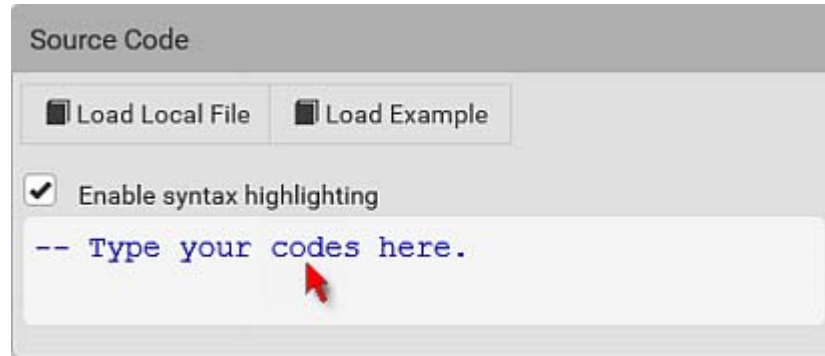 Source Code
Load Local File Load Example
Enable syntax highlighting
-- Type your codes here.